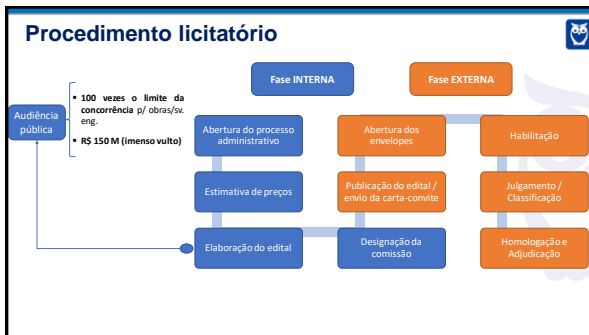 Procedimento licitatório
Fase INTERNA
Fase EXTERNA
▪ 100 vezes o limite da
concorrência p/ obras/sv.
eng.
▪ R$ 150 M (imenso vulto)
Audiência
pública
Abertura do processo
administrativo
Abertura dos
envelopes
Habilitação
Estimativa de preços
Publicação do edital /
envio da carta-convite
Julgamento /
Classificação
Elaboração do edital
Designação da
comissão
Homologação e
Adjudicação